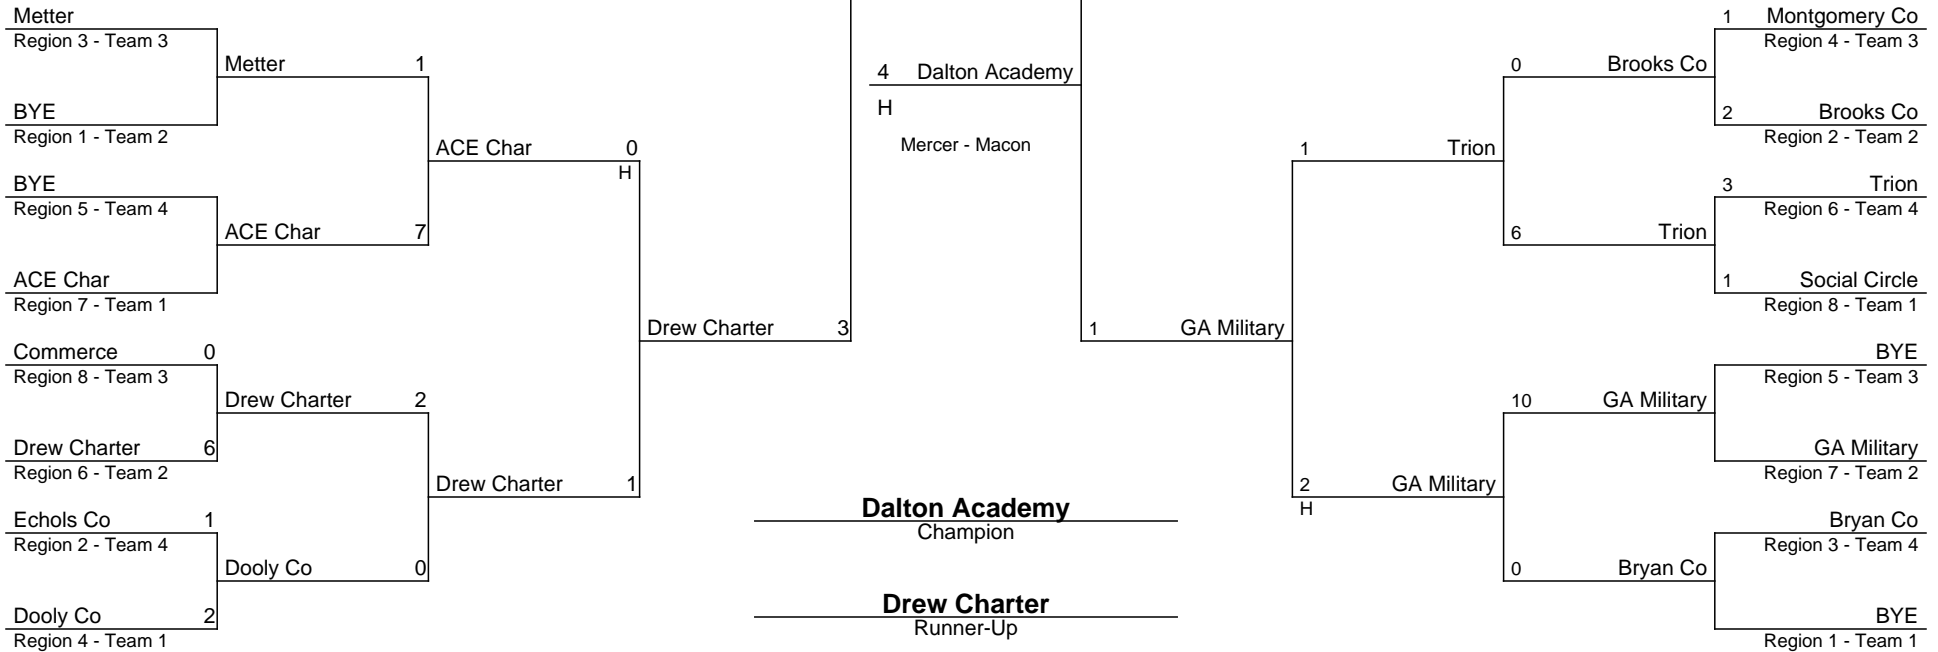 Metter
Region 3 - Team 3
BYE
Region 1 - Team 2
BYE
Region 5 - Team 4
ACE Char
Region 7 - Team 1
Commerce 0
Region 8 - Team 3
Drew Charter 6
Region 6 - Team 2
Echols Co 1
Region 2 - Team 4
Dooly Co 2
Region 4 - Team 1
Metter 1
ACE Char 7
Drew Charter 2
Dooly Co 0
ACE Char 0
H
Drew Charter 1
Drew Charter 3
4 Dalton Academy
H
Mercer - Macon
Dalton Academy
Champion
Drew Charter
Runner-Up
1 GA Military
1 Trion
2 GA Military
H
0 Brooks Co
6 Trion
10 GA Military
0 Bryan Co
1 Montgomery Co
Region 4 - Team 3
2 Brooks Co
Region 2 - Team 2
3 Trion
Region 6 - Team 4
1 Social Circle
Region 8 - Team 1
BYE
Region 5 - Team 3
GA Military
Region 7 - Team 2
Bryan Co
Region 3 - Team 4
BYE
Region 1 - Team 1